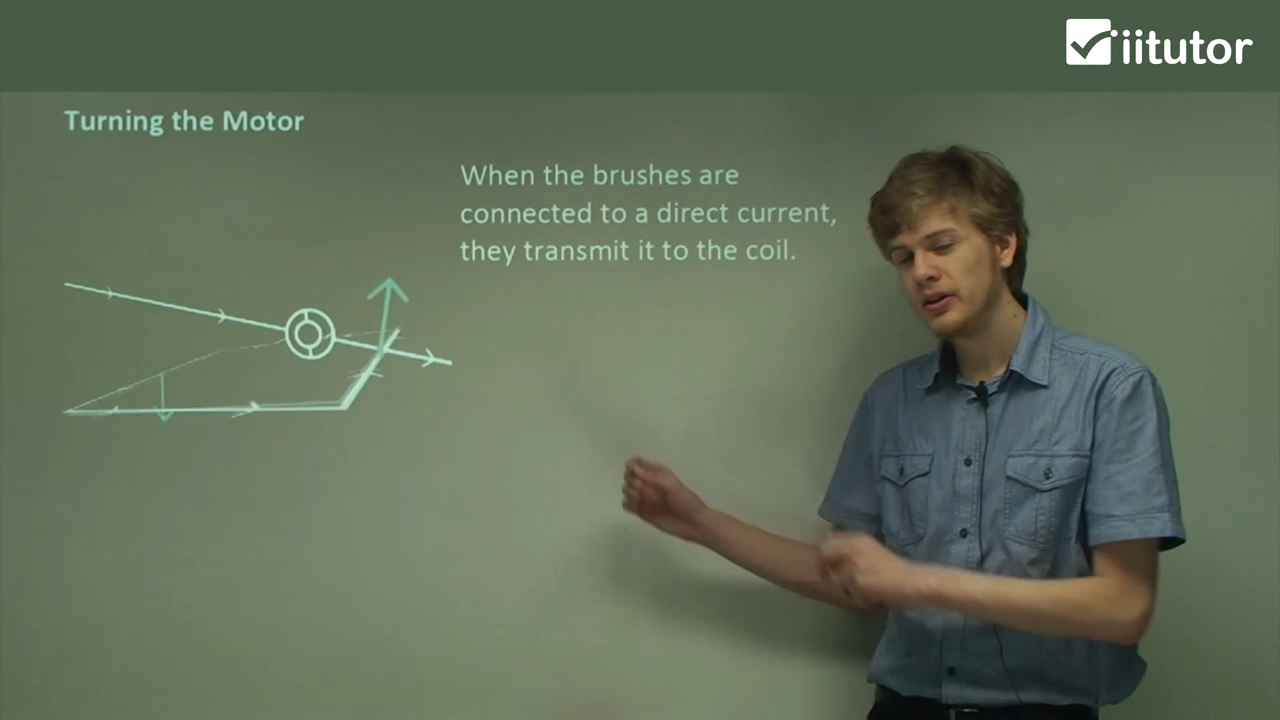 iitutor
Turning the Motor
When the brushes are
connected to a direct current,
they transmit it to the coil.